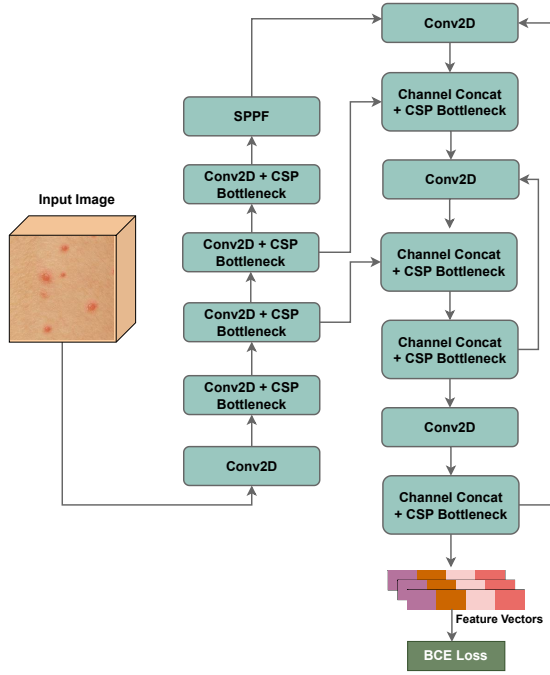 Input Image
SPPF
Conv2D + CSP
Bottleneck
Conv2D + CSP
Bottleneck
Conv2D + CSP
Bottleneck
Conv2D + CSP
Bottleneck
Conv2D
Conv2D
Channel Concat
+ CSP Bottleneck
Conv2D
Channel Concat
+ CSP Bottleneck
Channel Concat
+ CSP Bottleneck
Conv2D
Channel Concat
+ CSP Bottleneck
Feature Vectors
BCE Loss